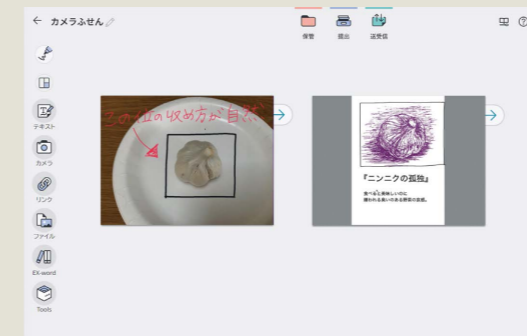 カメラふせん
保管
提出
送受信
テキスト
カメラ
リンク
ファイル
EX-word
Tools
この位の収め方が自然
『ニンニクの孤独』
食べると美味しいのに
嫌われる臭いのある野菜の哀感。